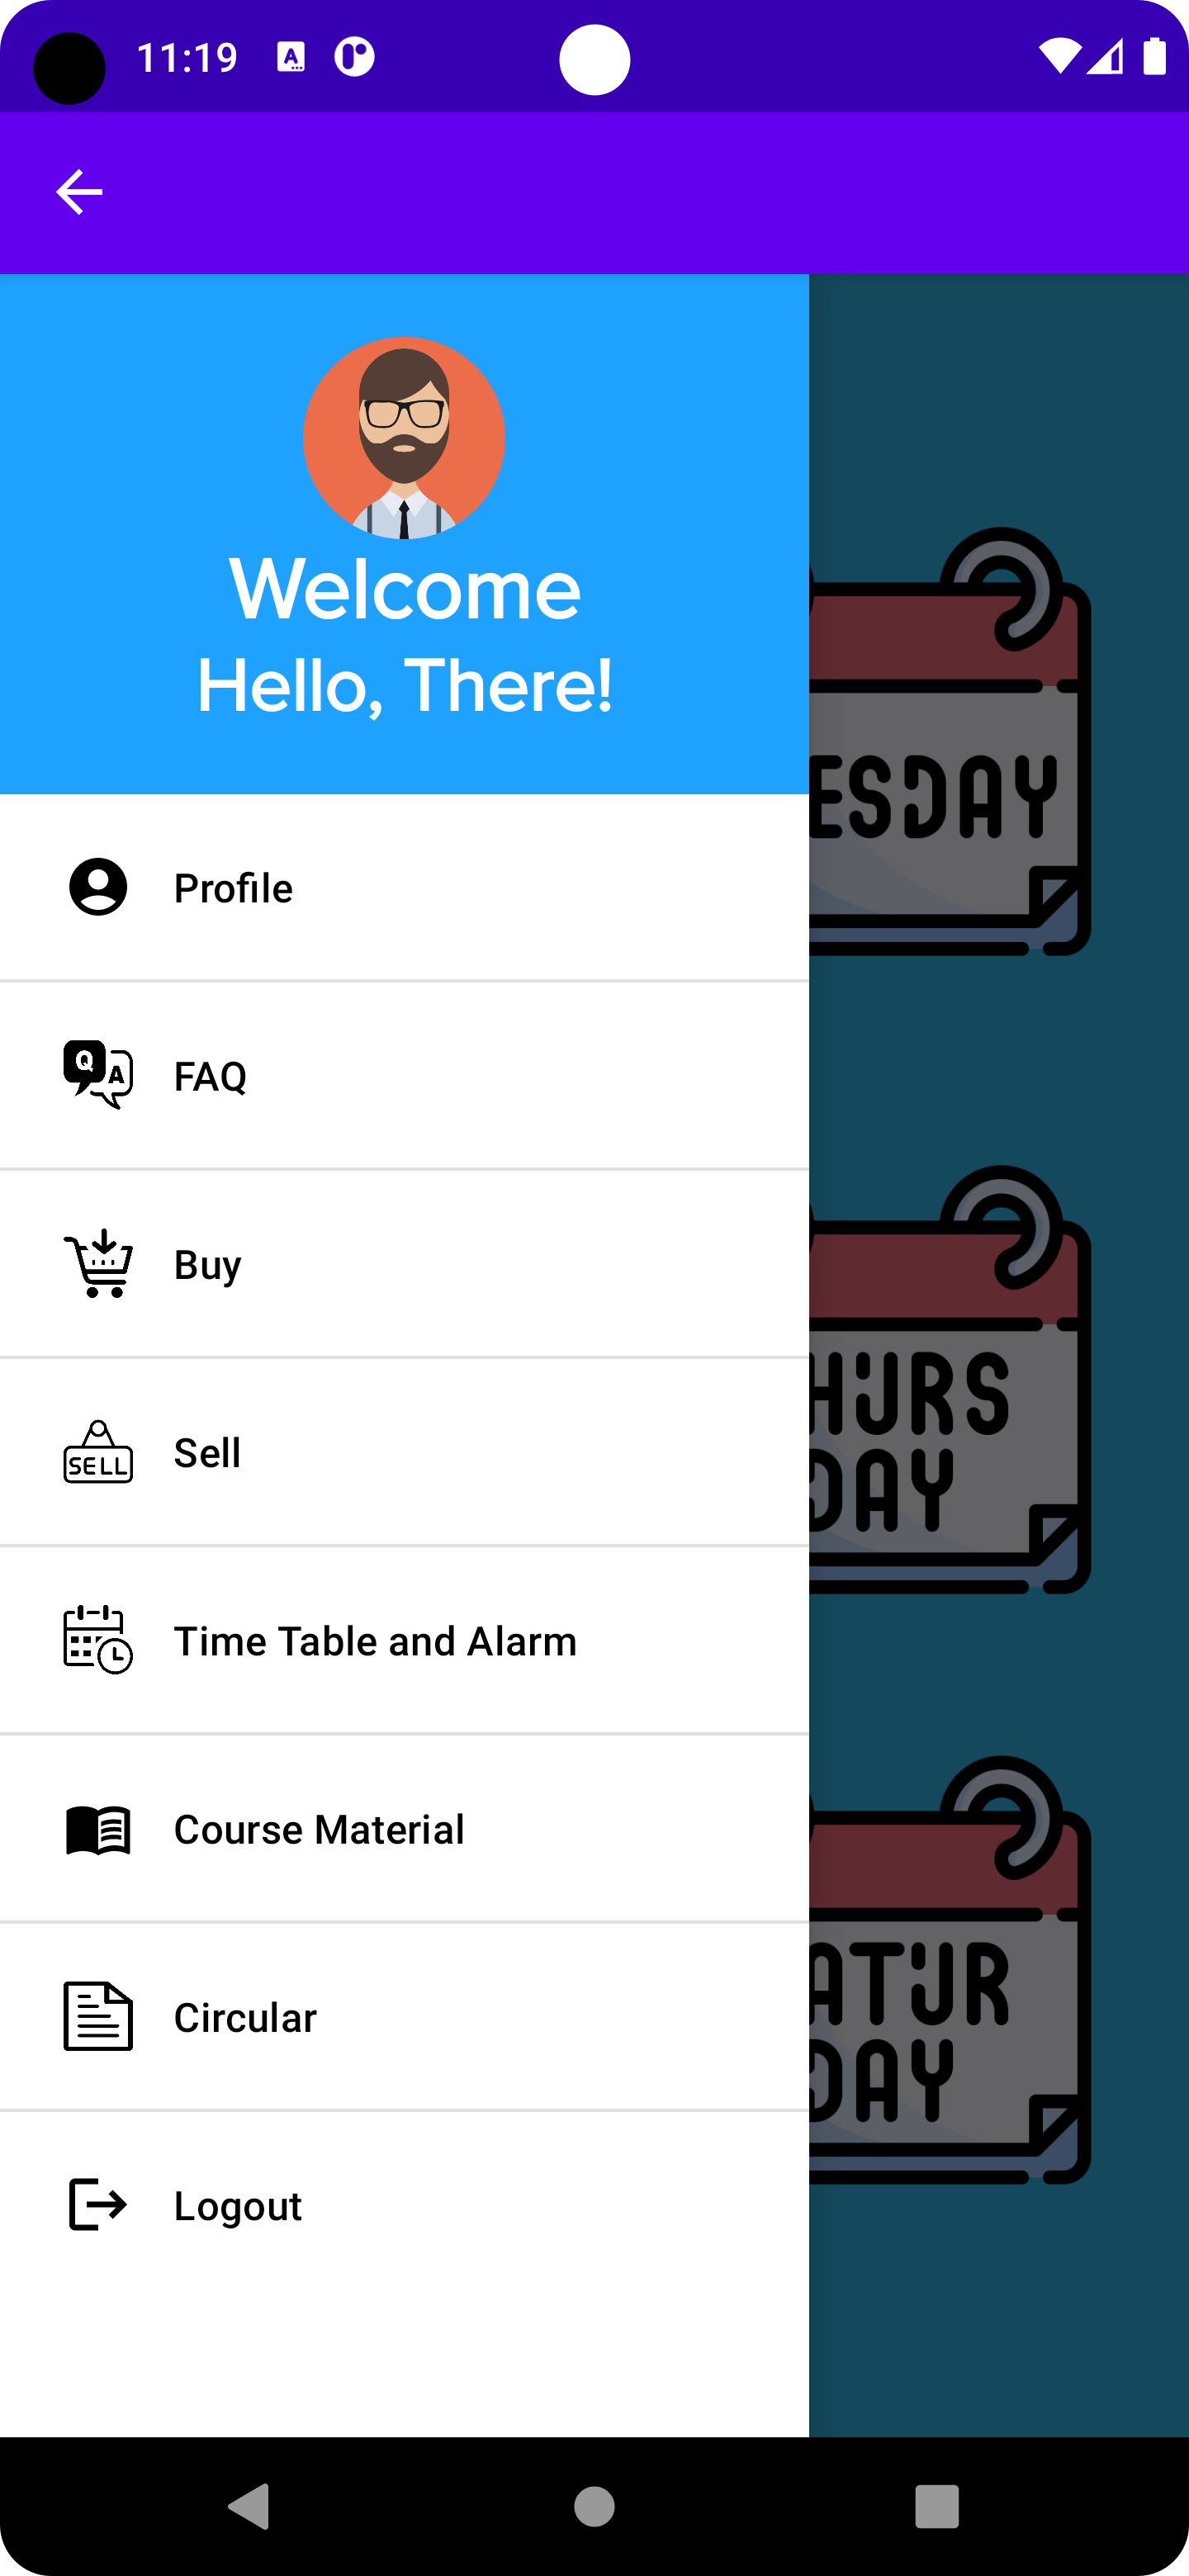 11:19
Welcome
Hello, There!
Profile
Q A
FAQ
Buy
SELL
Sell
Time Table and Alarm
Course Material
Circular
Logout
ESDAY
HURS
DAY
ATUR
DAY